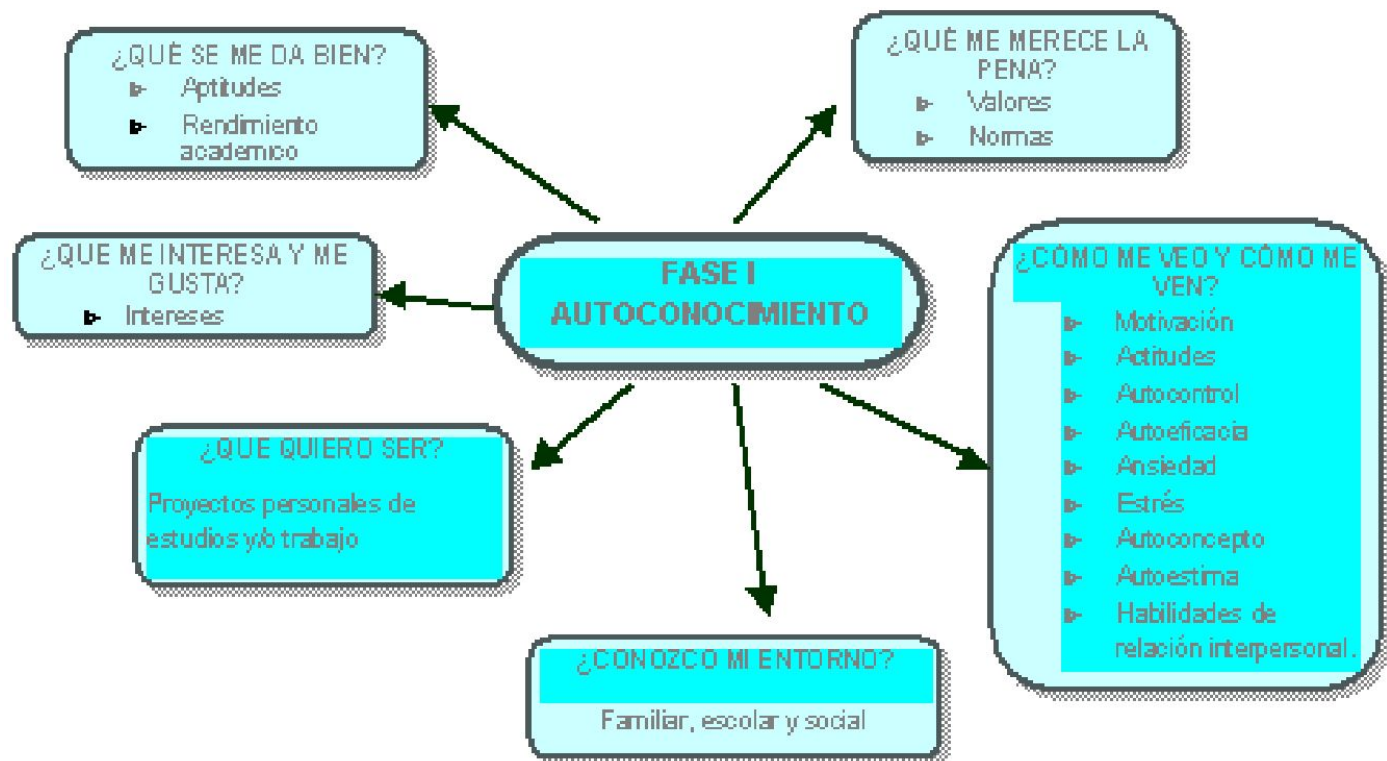 ¿QUÉ SE ME DA BIEN?
Aptitudes
Rendimiento
académico
¿QUÉ ME MERECE LA
PENA?
Valores
Normas
¿QUE ME INTERESA Y ME
GUSTA?
Intereses
FASE I
AUTOCONOCIMIENTO
¿CÓMO ME VEO Y CÓMO ME
VEN?
Motivación
Actitudes
Autocontrol
Autoeficacia
Ansiedad
Estrés
Autoconcepto
Autoestima
Habilidades de
relación interpersonal.
¿QUE QUIERO SER?
Proyectos personales de
estudios y/o trabajo
¿CONOZCO MI ENTORNO?
Familiar, escolar y social